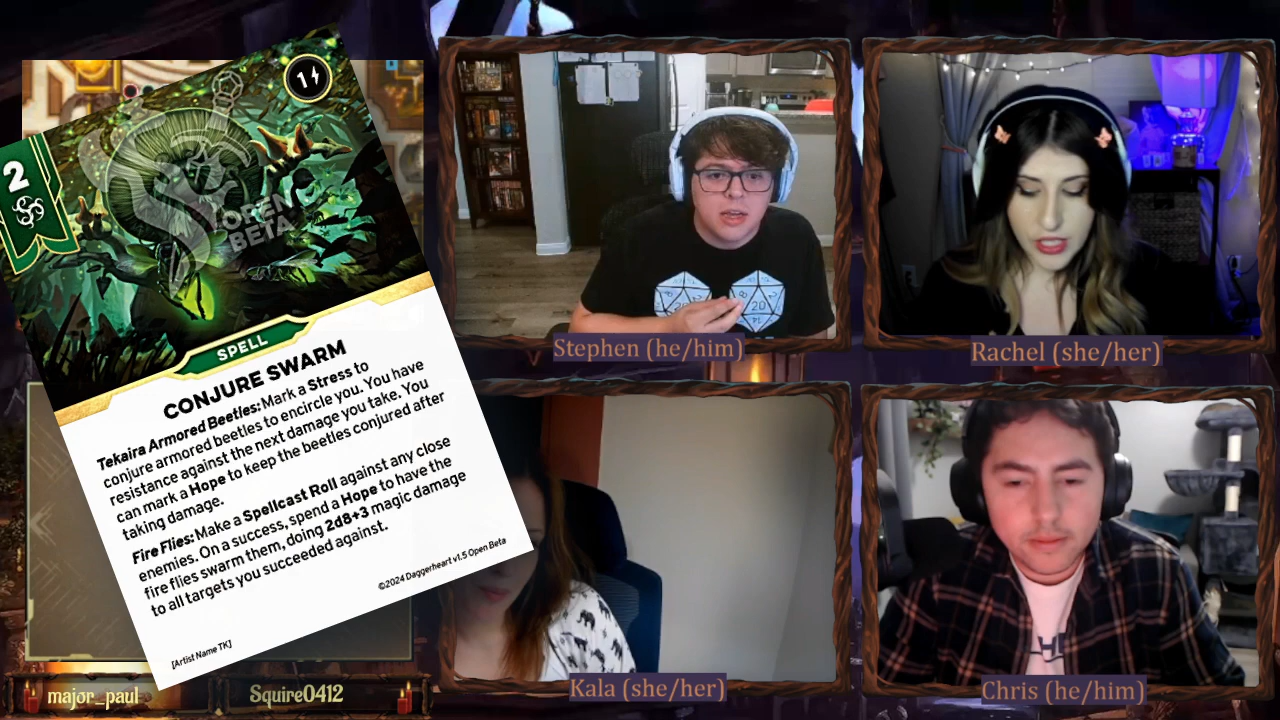 1
2
OPEN
BETA
SPELL
CONJURE SWARM
Tekaira Armored Beetles: Mark a Stress to
conjure armored beetles to encircle you. You have
resistance against the next damage you take. You
can mark a Hope to keep the beetles conjured after
taking damage.
Fire Flies: Make a Spellcast Roll against any close
enemies. On a success, spend a Hope to have the
fire flies swarm them, doing 2d8+3 magic damage
to all targets you succeeded against.
©2024 Daggerheart v1.5 Open Beta
[Artist Name TK]
major_paul
Squire0412
20
20
Stephen (he/him)
Rachel (she/her)
Kala (she/her)
Chris (he/him)